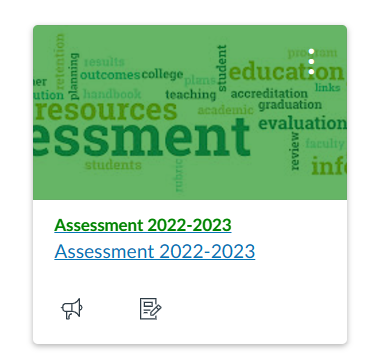 retention
planning
results
outcomes
college
plans
student
program
education
links
ution
handbook
teaching
accreditation
resources
academic
graduation
essment
evaluation
students
rubric
review
faculty
info
Assessment 2022-2023
Assessment 2022-2023